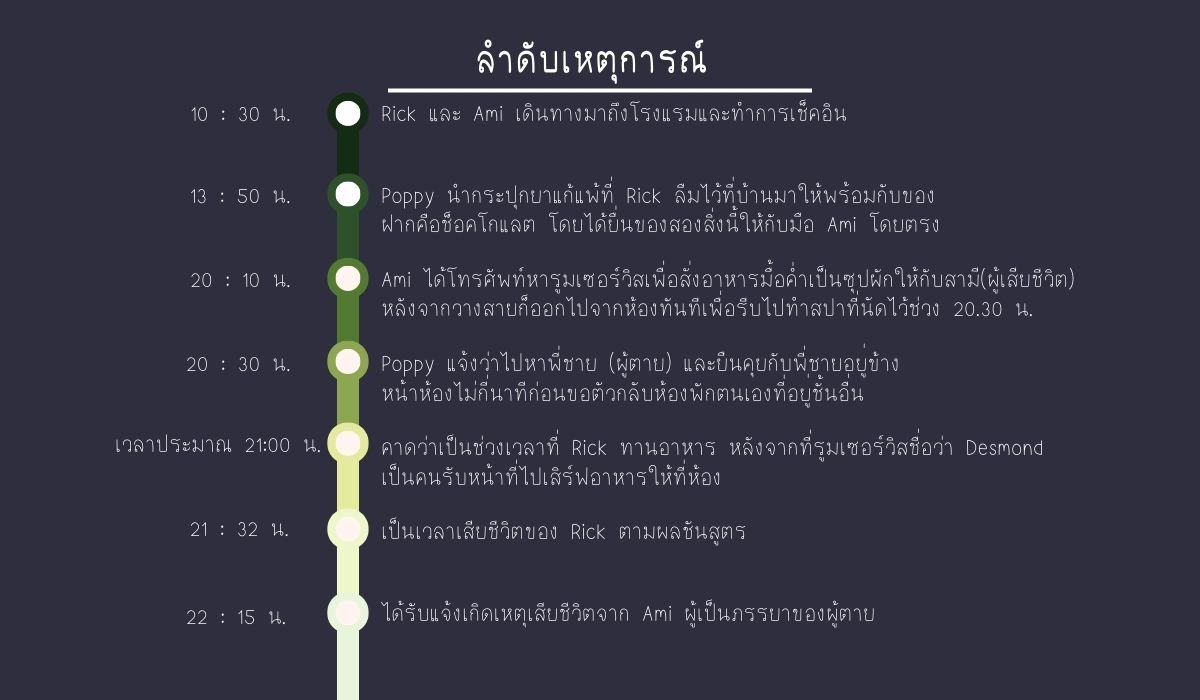 ลำดับเหตุการณ์
10 : 30 น. Rick และ Ami เดินทางมาถึงโรงแรมและทำการเช็คอิน
13 : 50 น. Poppy นำกระปุกยาแก้แพ้ที่ Rick ลืมไว้ที่บ้านมาให้พร้อมกับของ
ฝากคือช็อคโกแลต โดยได้ยื่นของสองสิ่งนี้ให้กับมือ Ami โดยตรง
20 : 10 น. Ami ได้โทรศัพท์หารูมเซอร์วิสเพื่อสั่งอาหารมื้อค่ำเป็นซุปผักให้กับสามี(ผู้เสียชีวิต)
หลังจากวางสายก็ออกไปจากห้องทันทีเพื่อรีบไปทำสปาที่นัดไว้ช่วง 20.30 น.
20 : 30 น. Poppy แจ้งว่าไปหาพี่ชาย (ผู้ตาย) และยืนคุยกับพี่ชายอยู่ข้าง
หน้าห้องไม่กี่นาทีก่อนขอตัวกลับห้องพักตนเองที่อยู่ชั้นอื่น
เวลาประมาณ 21:00 น. คาดว่าเป็นช่วงเวลาที่ Rick ทานอาหาร หลังจากที่รูมเซอร์วิสชื่อว่า Desmond
เป็นคนรับหน้าที่ไปเสิร์ฟอาหารให้ที่ห้อง
21 : 32 น. เป็นเวลาเสียชีวิตของ Rick ตามผลชันสูตร
22 : 15 น. ได้รับแจ้งเกิดเหตุเสียชีวิตจาก Ami ผู้เป็นภรรยาของผู้ตาย